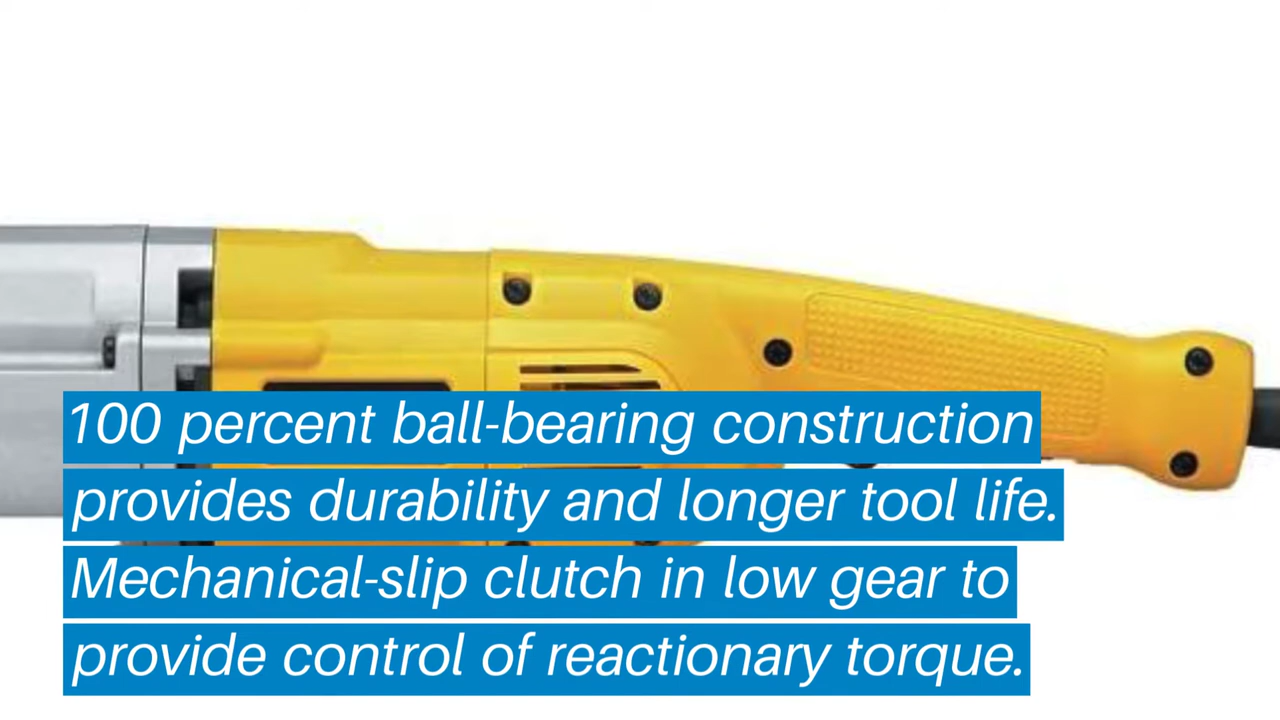 100 percent ball-bearing construction
provides durability and longer tool life.
Mechanical-slip clutch in low gear to
provide control of reactionary torque.